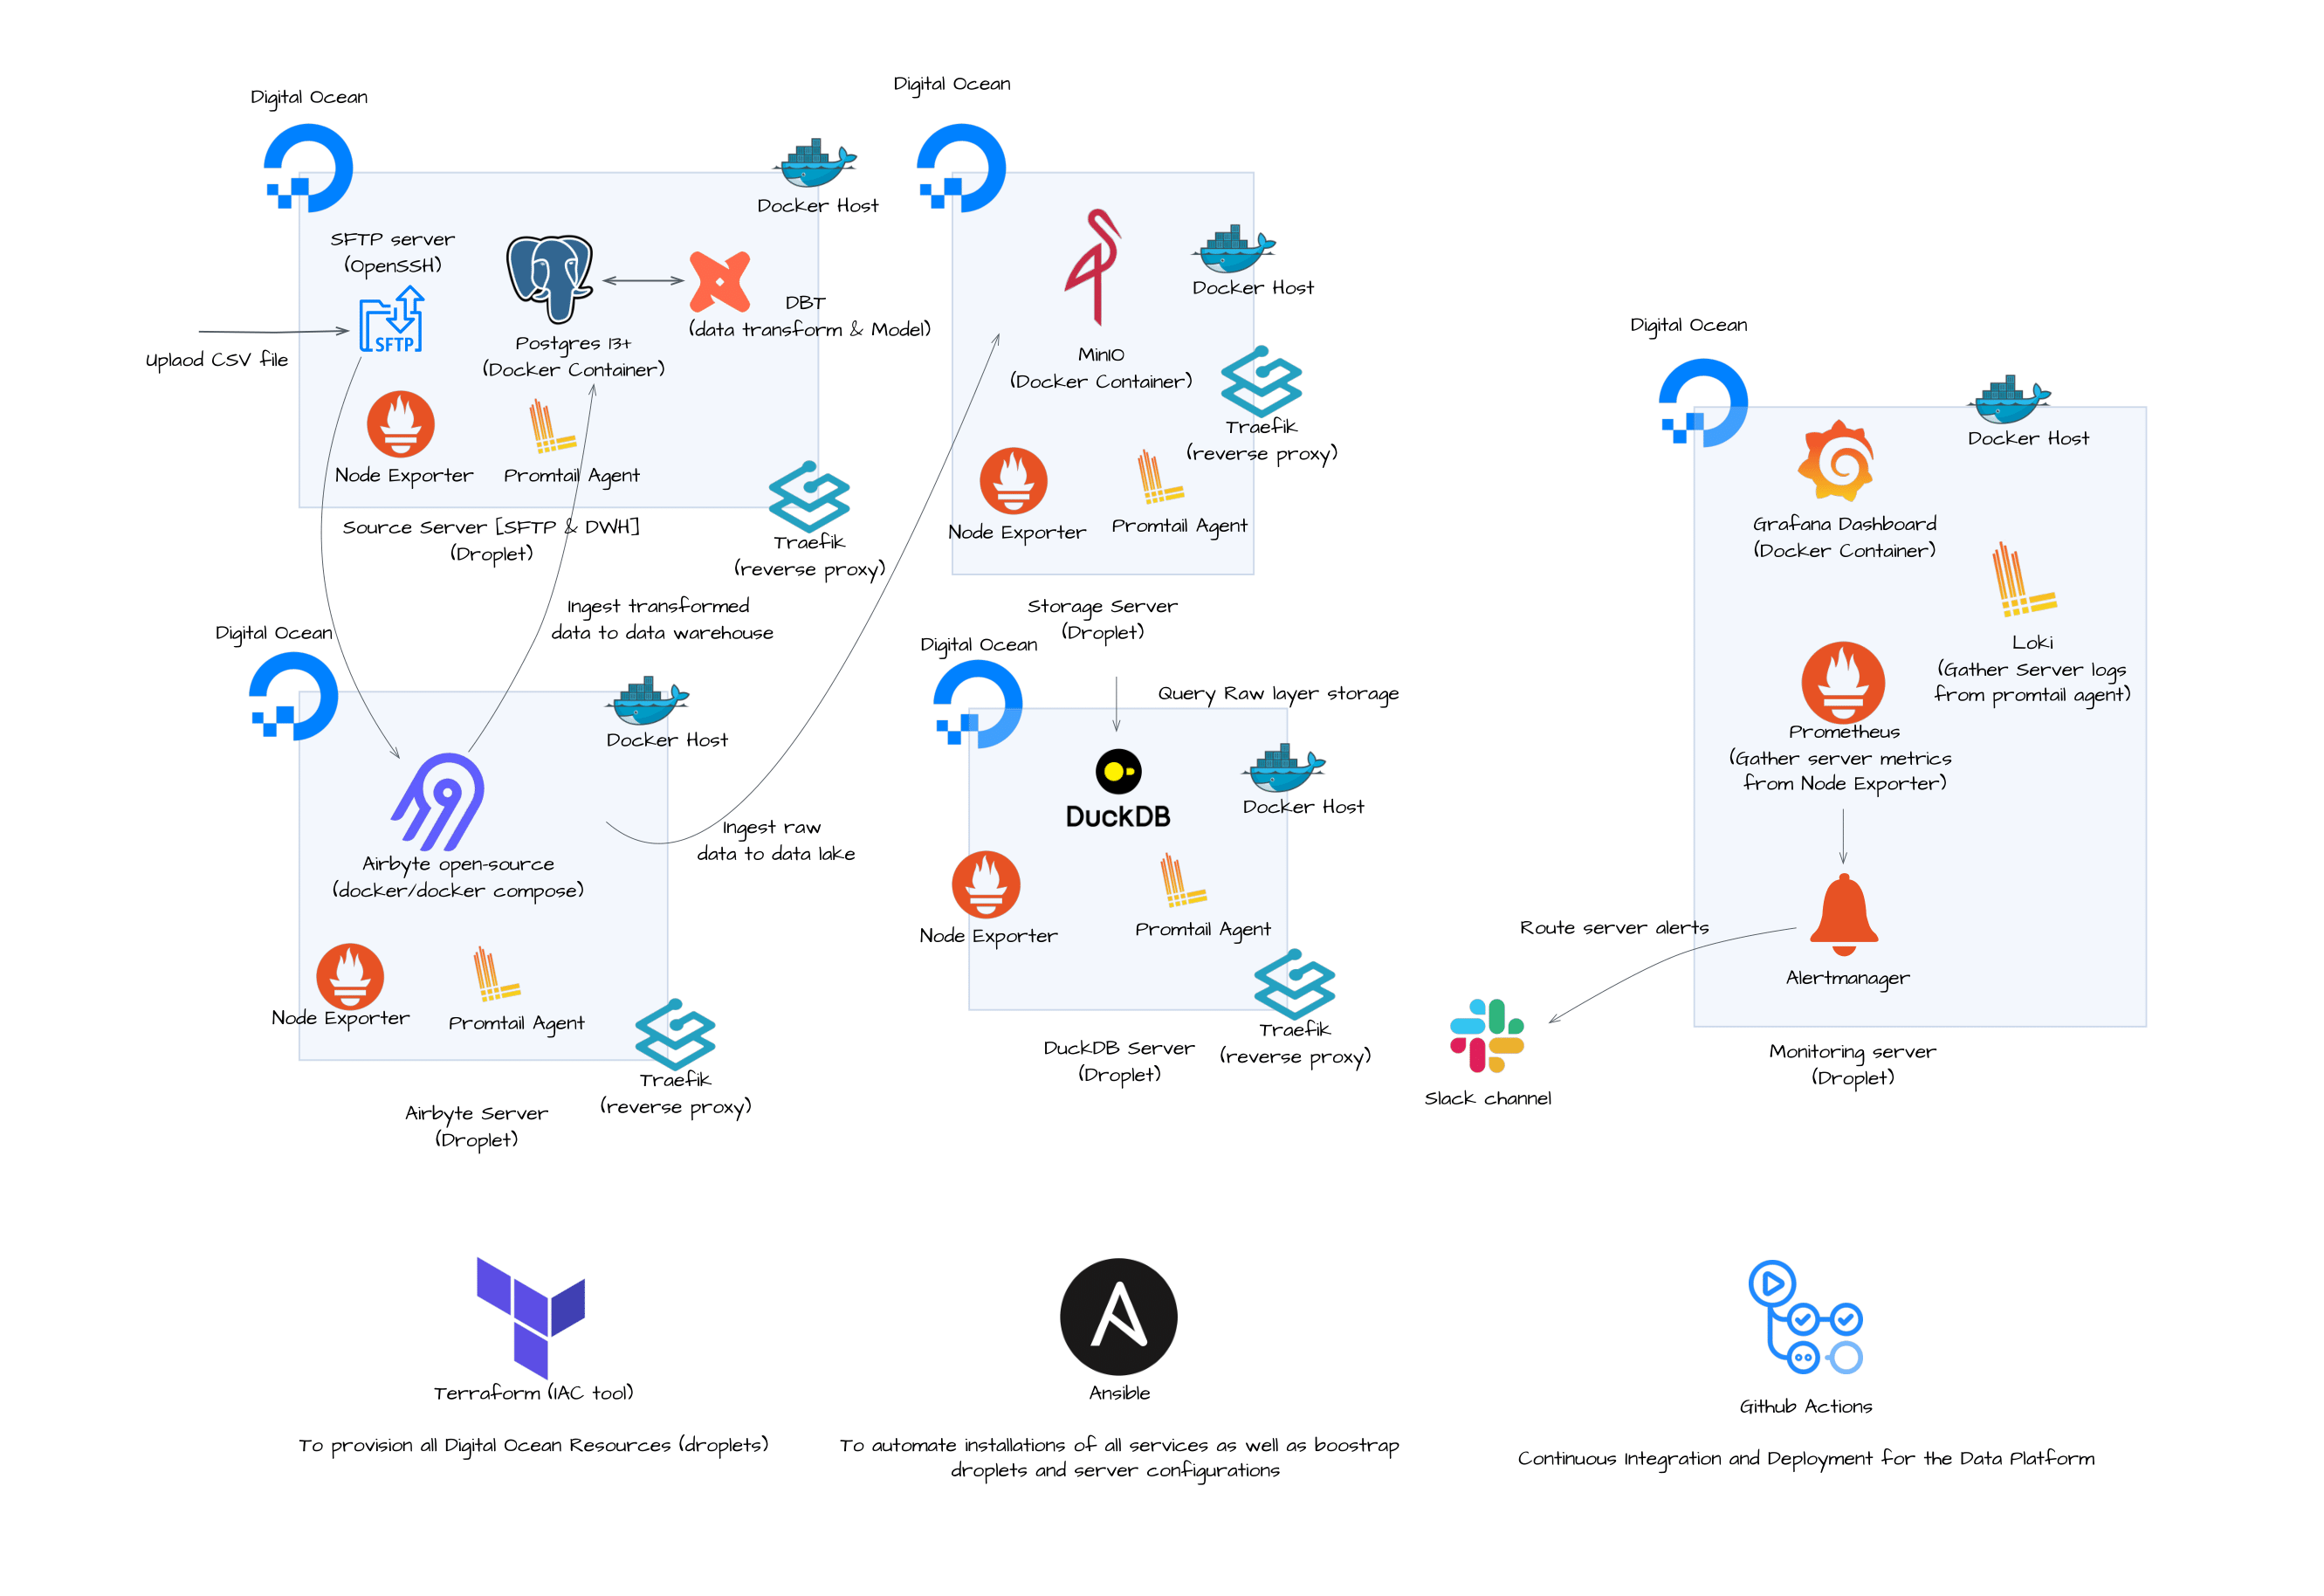 Digital Ocean
Docker Host
SFTP server
(OpenSSH)
SFTP
Uplaod CSV file
Postgres 13+
(Docker Container)
DBT
(data transform & Model)
Node Exporter
Promtail Agent
Source Server [SFTP & DWH]
(Droplet)
Traefik
(reverse proxy)
Ingest transformed
data to data warehouse
Digital Ocean
Docker Host
Airbyte open-source
(docker/docker compose)
Ingest raw
data to data lake
Node Exporter
Promtail Agent
Traefik
(reverse proxy)
Airbyte Server
(Droplet)
Digital Ocean
Docker Host
MinIO
(Docker Container)
Traefik
(reverse proxy)
Node Exporter
Promtail Agent
Storage Server
(Droplet)
Digital Ocean
Query Raw layer storage
DuckDB
Docker Host
Node Exporter
Promtail Agent
Traefik
(reverse proxy)
DuckDB Server
(Droplet)
Digital Ocean
Docker Host
Grafana Dashboard
(Docker Container)
Loki
(Gather Server logs
from promtail agent)
Prometheus
(Gather server metrics
from Node Exporter)
Route server alerts
Alertmanager
Slack channel
Monitoring server
(Droplet)
Terraform (IAC tool)
To provision all Digital Ocean Resources (droplets)
Ansible
To automate installations of all services as well as boostrap
droplets and server configurations
Github Actions
Continuous Integration and Deployment for the Data Platform